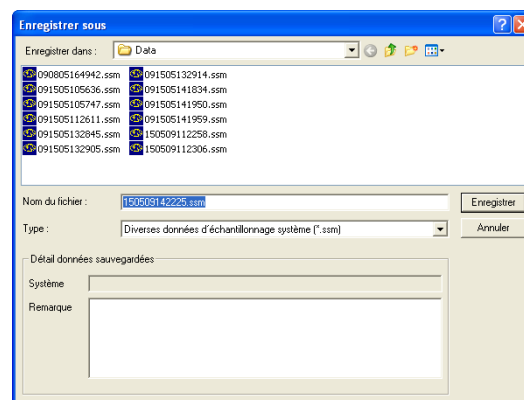 Enregistrer sous
Enregistrer dans :
Data
090805164942.ssm 091505132914.ssm
091505105636.ssm 091505141834.ssm
091505105747.ssm 091505141950.ssm
091505112611.ssm 091505141959.ssm
091505132845.ssm 150509112258.ssm
091505132905.ssm 150509112306.ssm
Nom du fichier : 150509142225.ssm Enregistrer
Type : Diverses données d'échantillonnage système (*.ssm) Annuler
Détail données sauvegardées
Système
Remarque